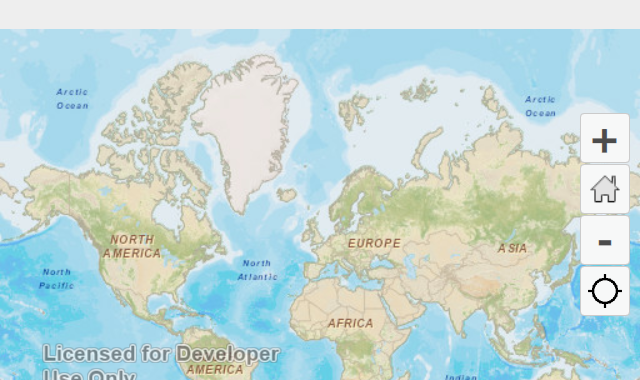 Arctic
Ocean
Arctic
Ocean
NORTH
AMERICA
EUROPE
ASIA
North
Pacific
North
Atlantic
AFRICA
Licensed for Developer
Use Only
AMERICA
Indian